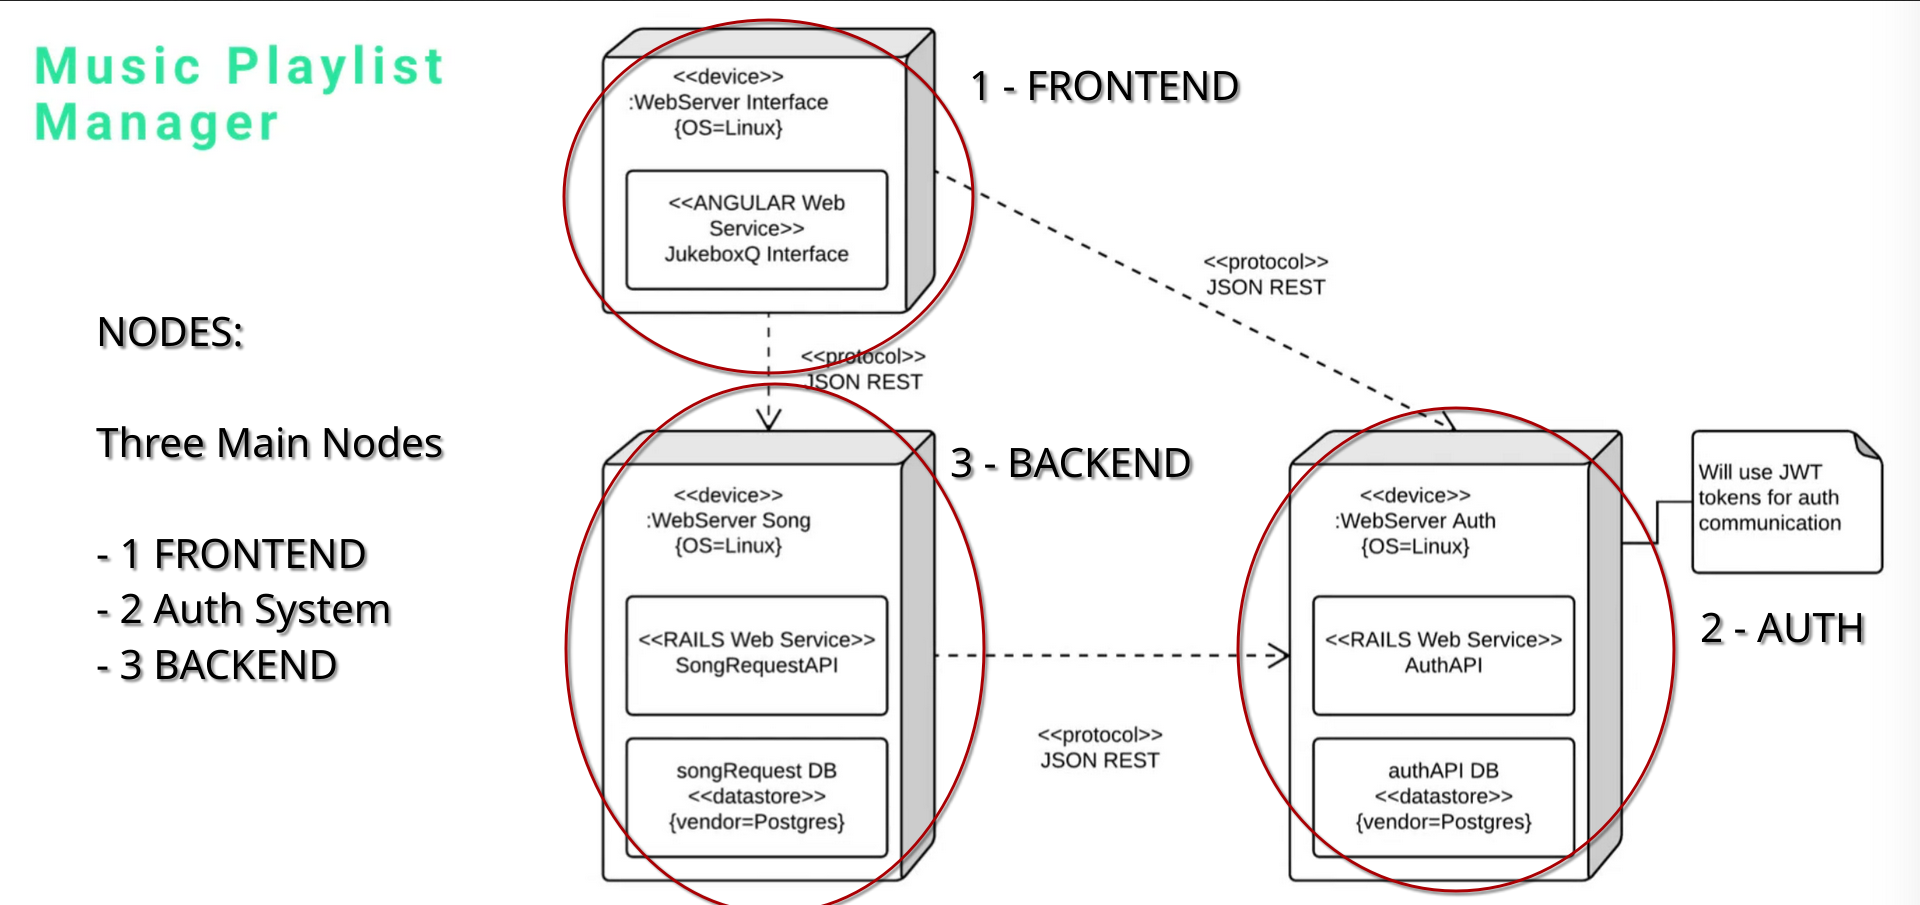 Music Playlist
Manager
NODES:
Three Main Nodes
- 1 FRONTEND
- 2 Auth System
- 3 BACKEND
<<device>>
:WebServer Interface
{OS=Linux}
<<ANGULAR Web
Service>>
JukeboxQ Interface
1 - FRONTEND
<<protocol>>
JSON REST
<<protocol>>
JSON REST
3 - BACKEND
<<device>>
:WebServer Song
{OS=Linux}
<<RAILS Web Service>>
SongRequestAPI
songRequest DB
<<datastore>>
{vendor=Postgres}
<<protocol>>
JSON REST
<<device>>
:WebServer Auth
{OS=Linux}
<<RAILS Web Service>>
AuthAPI
authAPI DB
<<datastore>>
{vendor=Postgres}
Will use JWT
tokens for auth
communication
2 - AUTH